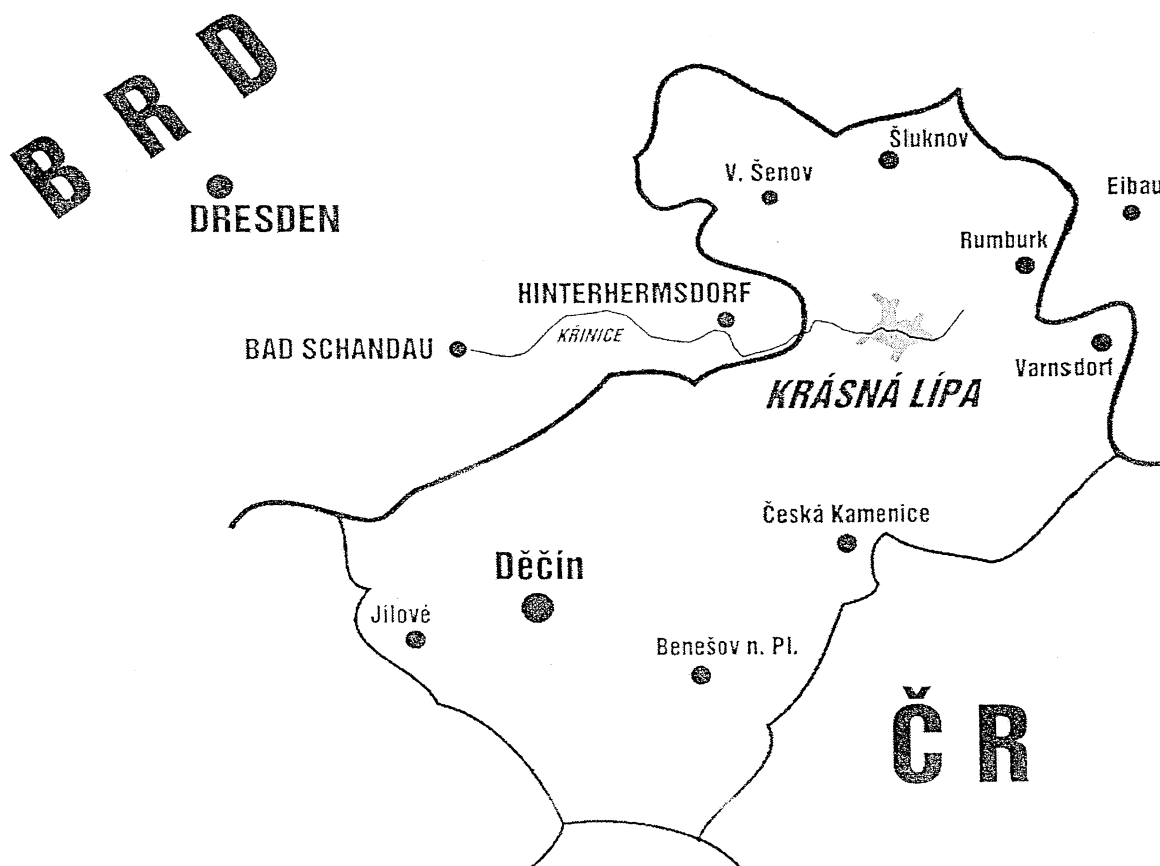 BRD
DRESDEN
Šluknov
V. Šenov
Eibau
Rumburk
HINTERHERMSDORF
KŘINICE
BAD SCHANDAU
Varnsdorf
KRÁSNÁ LÍPA
Česká Kamenice
Děčín
Jílové
Benešov n. Pl.
ČR